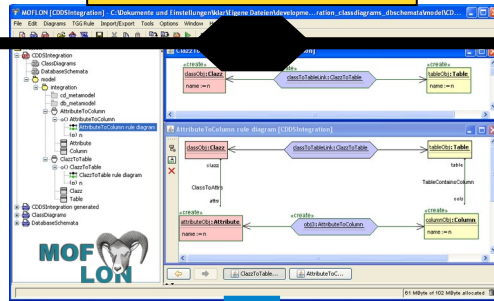 MOFLON [CDDSIntegration] - C:\Dokumente und Einstellungen\klar\Eigene Dateien\developme...ration_classdiagrams_dbschemata\model\CD...
File Edit Diagrams TGG Rule Import/Export Tools Options Window
CDDSIntegration
ClassDiagrams
DatabaseSchemata
model
integration
cd_metamodel
db_metamodel
AttributeToColumn
AttributeToColumn
AttributeToColumn rule diagram
n
Attribute
Column
ClazzToTable
ClazzToTable
ClazzToTable rule diagram
n
Clazz
Table
CDDSIntegration generated
ClassDiagrams
DatabaseSchemata
MOF
LON
«create»
classObj:Clazz
name :=n
classToTableLink:ClazzToTable
«create»
tableObj:Table
name :=n
AttributeToColumn rule diagram [CDDSIntegration]
classObj:Clazz
classToTableLink:ClazzToTable
tableObj:Table
clazz
table
ClassToAttrs
TableContainsColumn
attrs
cols
«create»
attributeObj:Attribute
name :=n
«create»
obj3:AttributeToColumn
«create»
columnObj:Column
name :=n
ClazzToTable...
AttributeToC...
61 MByte of 102 MByte allocated